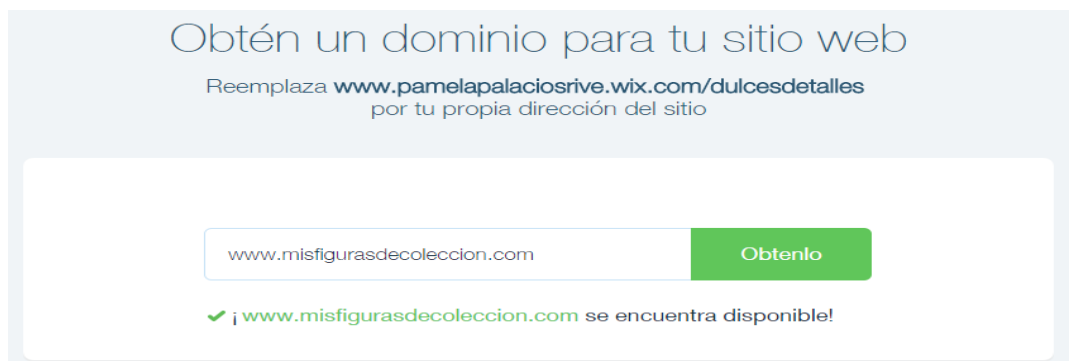 Obtén un dominio para tu sitio web
Reemplaza www.pamelapalaciosrive.wix.com/dulcesdetalles
por tu propia dirección del sitio
www.misfigurasdecoleccion.com
Obtenlo
¡ www.misfigurasdecoleccion.com se encuentra disponible!